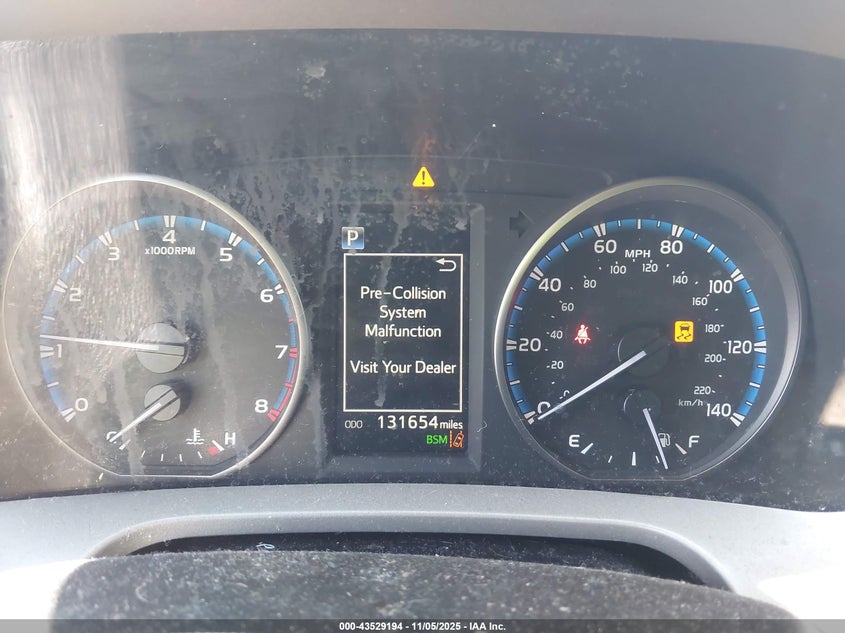 P
Pre-Collision
System
Malfunction
Visit Your Dealer
ODO 131654 miles
BSM
x1000RPM
0 1 2 3 4 5 6 7 8
C H
MPH
0 20 40 60 80 100 120 140
0 20 40 60 80 100 120 140 160 180 200 220
km/h
E F
000-43529194 - 11/05/2025 - IAA Inc.